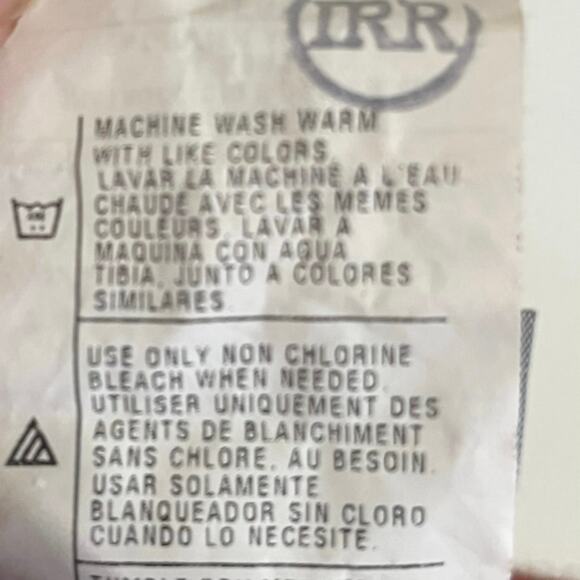 IRR
MACHINE WASH WARM
WITH LIKE COLORS.
LAVAR LA MACHINE A L'EAU
CHAUDE AVEC LES MEMES
COULEURS. LAVAR A
MAQUINA CON AGUA
TIBIA, JUNTO A COLORES
SIMILARES.
USE ONLY NON CHLORINE
BLEACH WHEN NEEDED.
UTILISER UNIQUEMENT DES
AGENTS DE BLANCHIMENT
SANS CHLORE, AU BESOIN.
USAR SOLAMENTE
BLANQUEADOR SIN CLORO
CUANDO LO NECESITE.